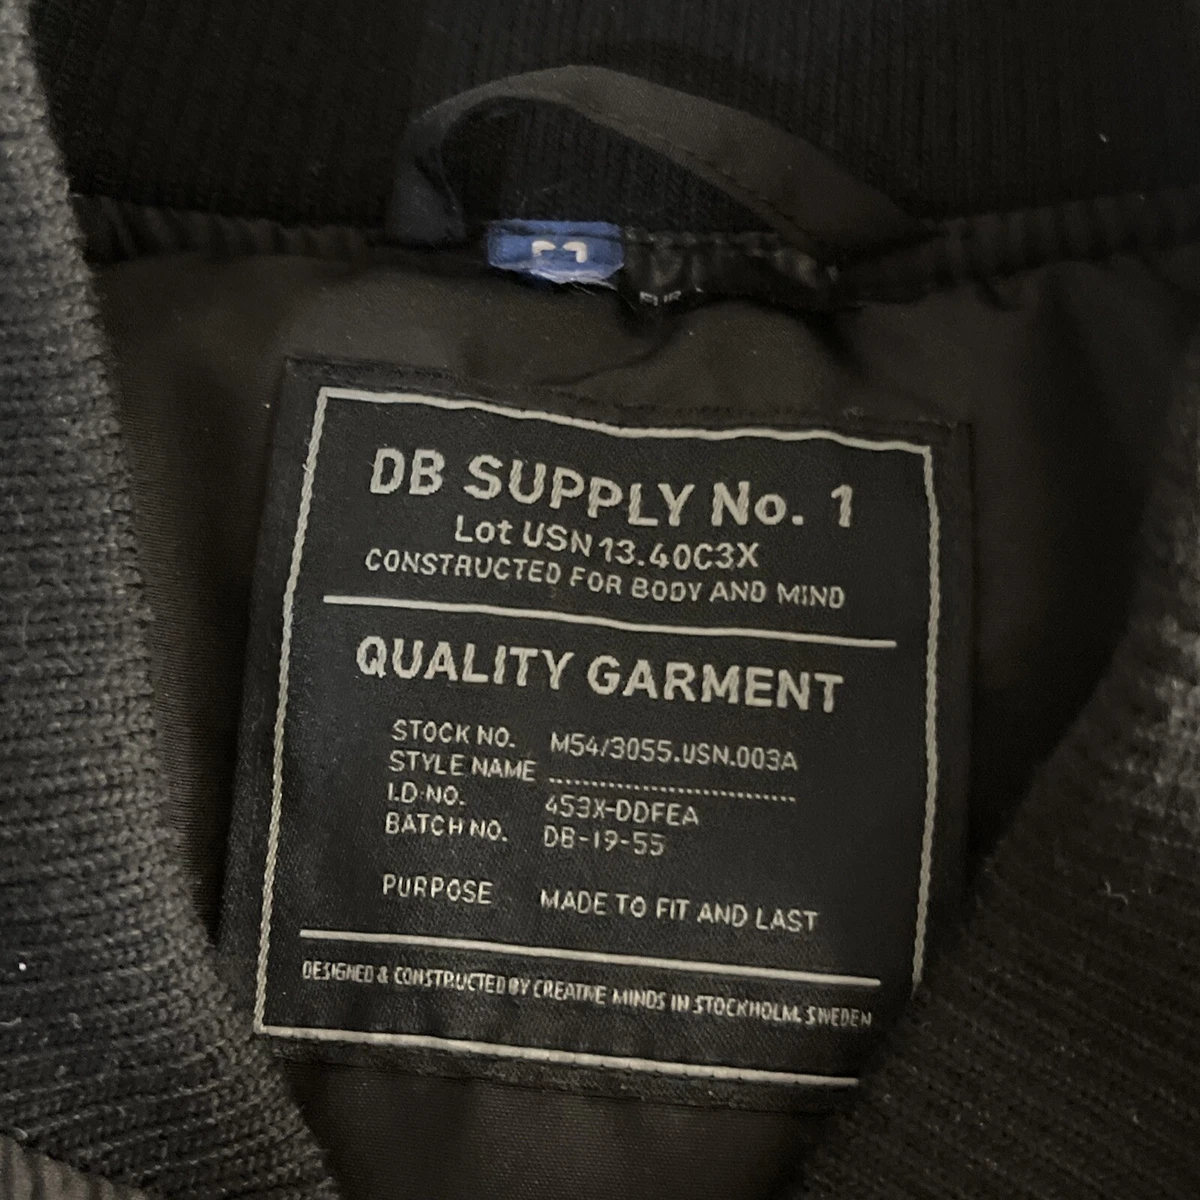 DB SUPPLY No. 1
Lot USN 13.40C3X
CONSTRUCTED FOR BODY AND MIND
QUALITY GARMENT
STOCK NO. M54/3055.USN.003A
STYLE NAME ........................
I.D NO. 453X-DDFEA
BATCH NO. DB-19-55
PURPOSE MADE TO FIT AND LAST
DESIGNED & CONSTRUCTED BY CREATIVE MINDS IN STOCKHOLM, SWEDEN